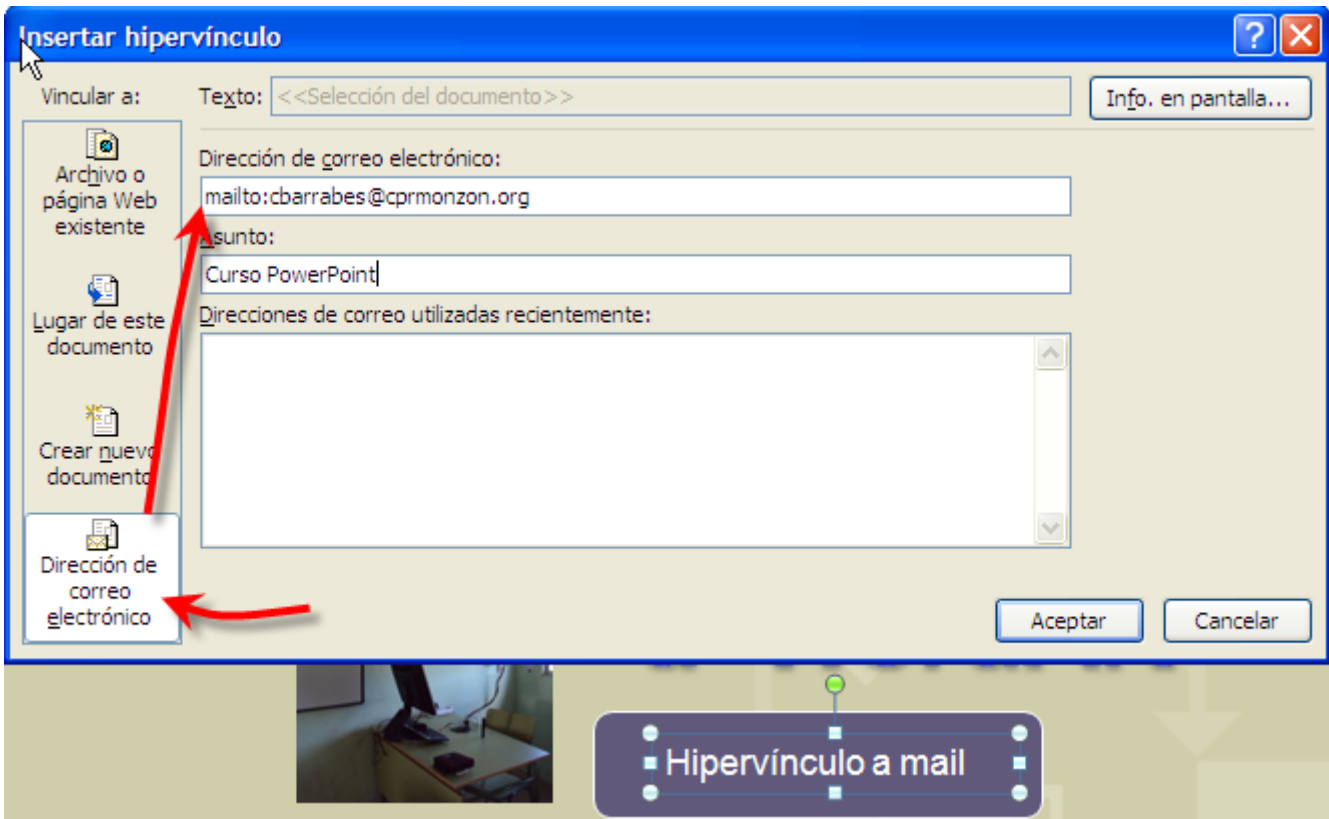 Insertar hipervínculo
Vincular a:
Texto: <<Selección del documento>>
Info. en pantalla...
Archivo o
página Web
existente
Lugar de este
documento
Crear nuevo
documento
Dirección de
correo
electrónico
Dirección de correo electrónico:
mailto:cbarrabes@cprmonzon.org
Asunto:
Curso PowerPoint
Direcciones de correo utilizadas recientemente:
Aceptar
Cancelar
Hipervínculo a mail